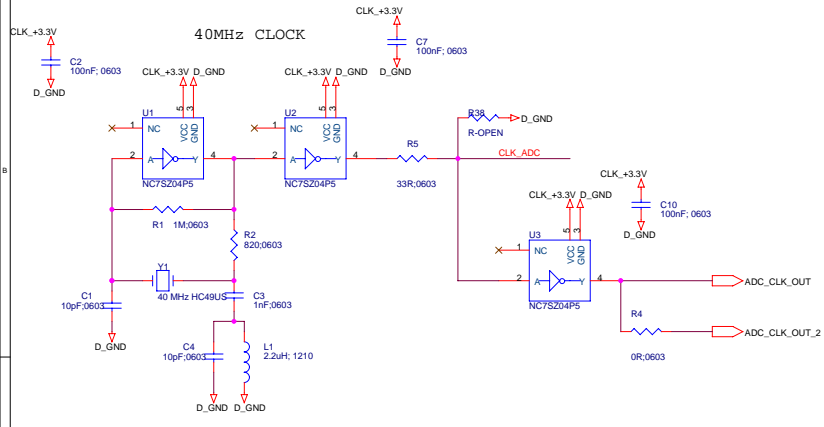 CLK_+3.3V
C2
100nF; 0603
D_GND
40MHz CLOCK
CLK_+3.3V
C7
100nF; 0603
D_GND
CLK_+3.3V D_GND
U1
5
3
1
NC
VCC
GND
2
A
Y
4
NC7SZ04P5
CLK_+3.3V D_GND
U2
5
3
1
NC
VCC
GND
2
A
Y
4
NC7SZ04P5
R5
33R;0603
R38
R-OPEN
D_GND
CLK_ADC
B
R1 1M;0603
R2
820;0603
Y1
40 MHz HC49US
C1
10pF;0603
D_GND
C3
1nF;0603
C4
10pF;0603
L1
2.2uH; 1210
D_GND
D_GND
CLK_+3.3V D_GND
U3
5
3
1
NC
VCC
GND
2
A
Y
4
NC7SZ04P5
CLK_+3.3V
C10
100nF; 0603
D_GND
ADC_CLK_OUT
R4
0R;0603
ADC_CLK_OUT_2